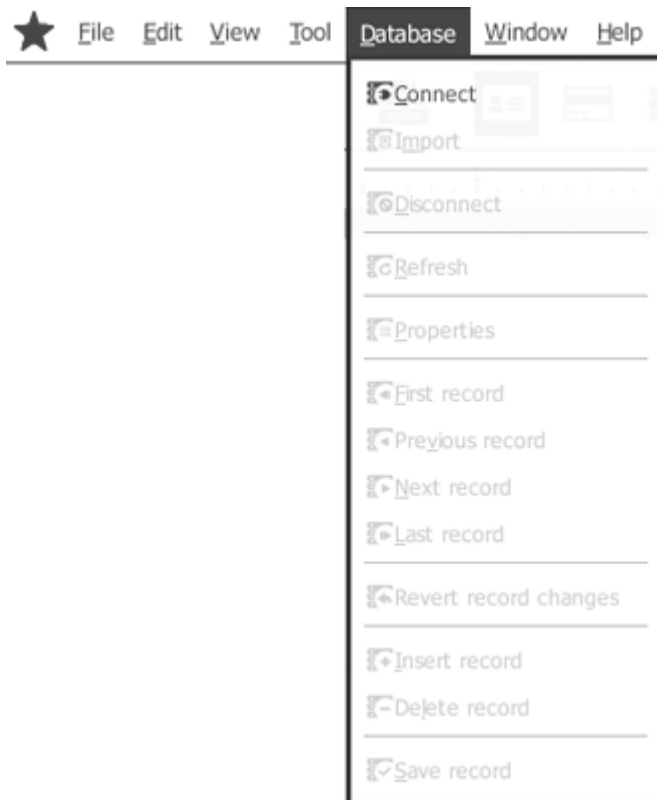 File Edit View Tool Database Window Help
Connect
Import
Disconnect
Refresh
Properties
First record
Previous record
Next record
Last record
Revert record changes
Insert record
Delete record
Save record